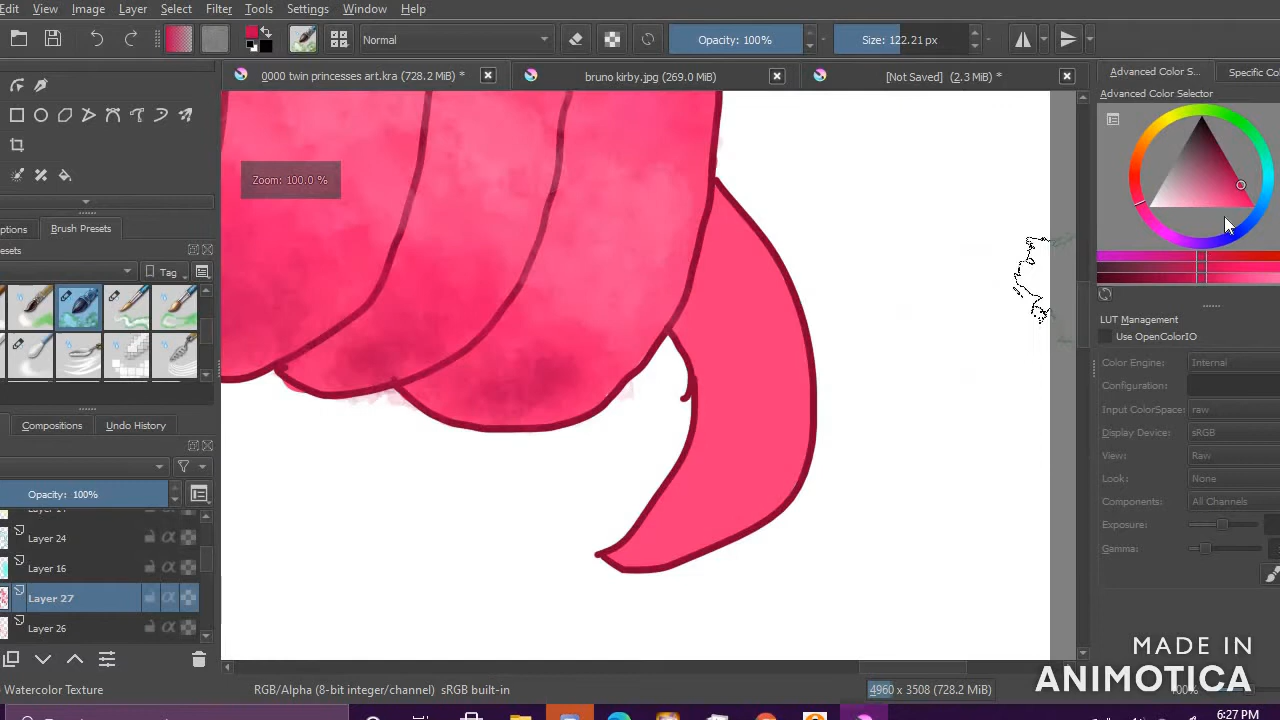 Edit View Image Layer Select Filter Tools Settings Window Help
Normal Opacity: 100% Size: 122.21 px
0000 twin princesses art.kra (728.2 MiB) * bruno kirby.jpg (269.0 MiB) [Not Saved] (2.3 MiB) *
Advanced Color S... Specific Co
Advanced Color Selector
Zoom: 100.0 %
ptions Brush Presets
esets
Tag
LUT Management
Use OpenColorIO
Color Engine: Internal
Configuration:
Input ColorSpace: raw
Display Device: sRGB
View: Raw
Look: None
Components: All Channels
Exposure:
Gamma:
Compositions Undo History
Opacity: 100%
Layer 24
Layer 16
Layer 27
Layer 26
Watercolor Texture
RGB/Alpha (8-bit integer/channel) sRGB built-in
4960 x 3508 (728.2 MiB)
100%
MADE IN
ANIMOTICA
6:27 PM